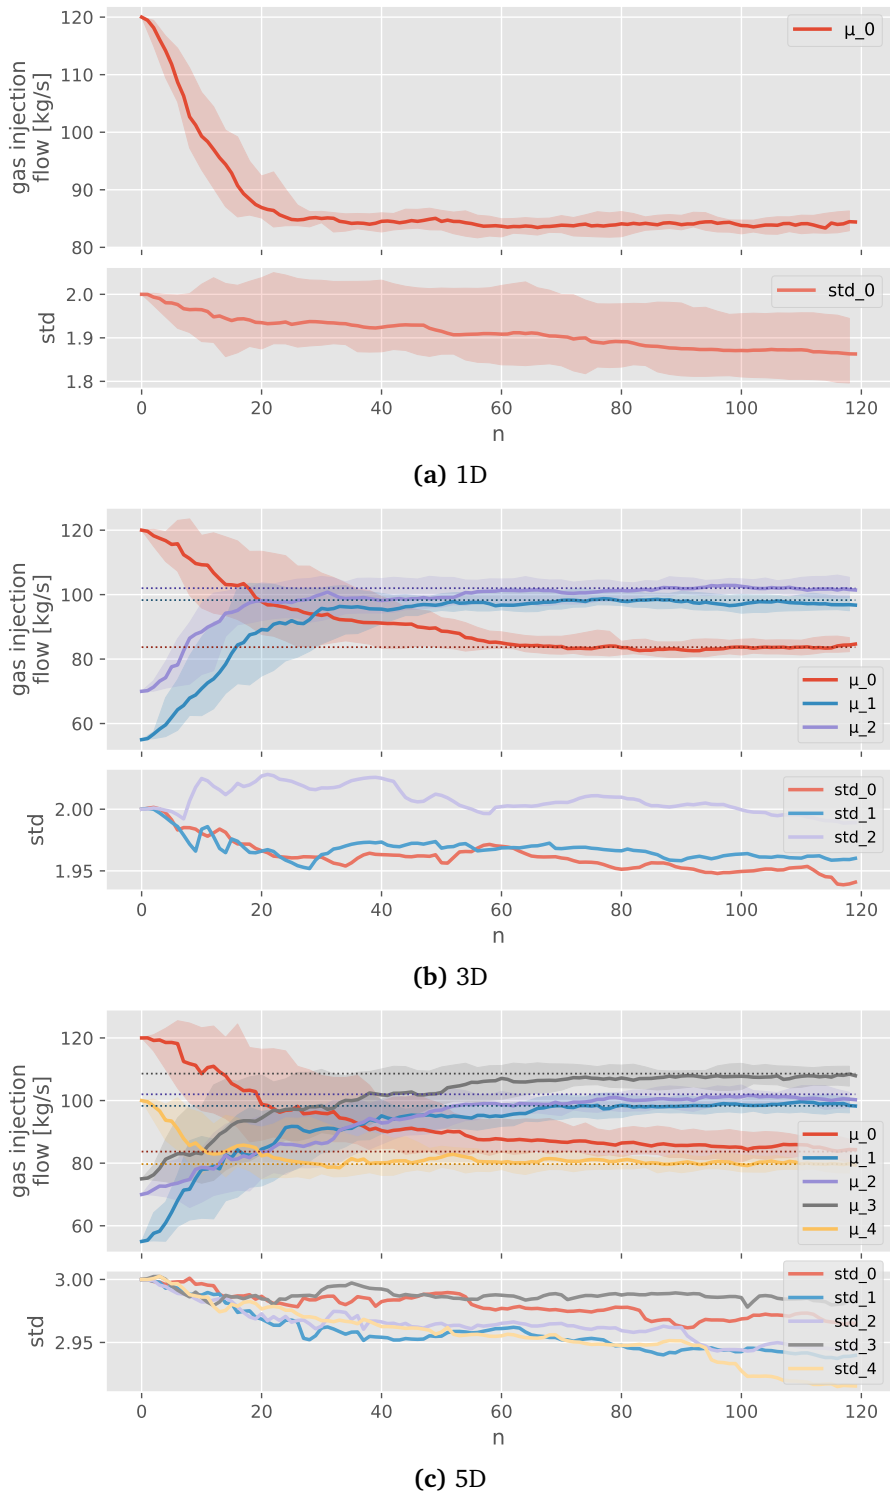 120
110
100
90
80
gas injection
flow [kg/s]
μ_0
2.0
1.9
1.8
std
std_0
0 20 40 60 80 100 120
n
(a) 1D
120
100
80
60
gas injection
flow [kg/s]
μ_0
μ_1
μ_2
2.00
1.95
std
std_0
std_1
std_2
0 20 40 60 80 100 120
n
(b) 3D
120
100
80
60
gas injection
flow [kg/s]
μ_0
μ_1
μ_2
μ_3
μ_4
3.00
2.95
std
std_0
std_1
std_2
std_3
std_4
0 20 40 60 80 100 120
n
(c) 5D